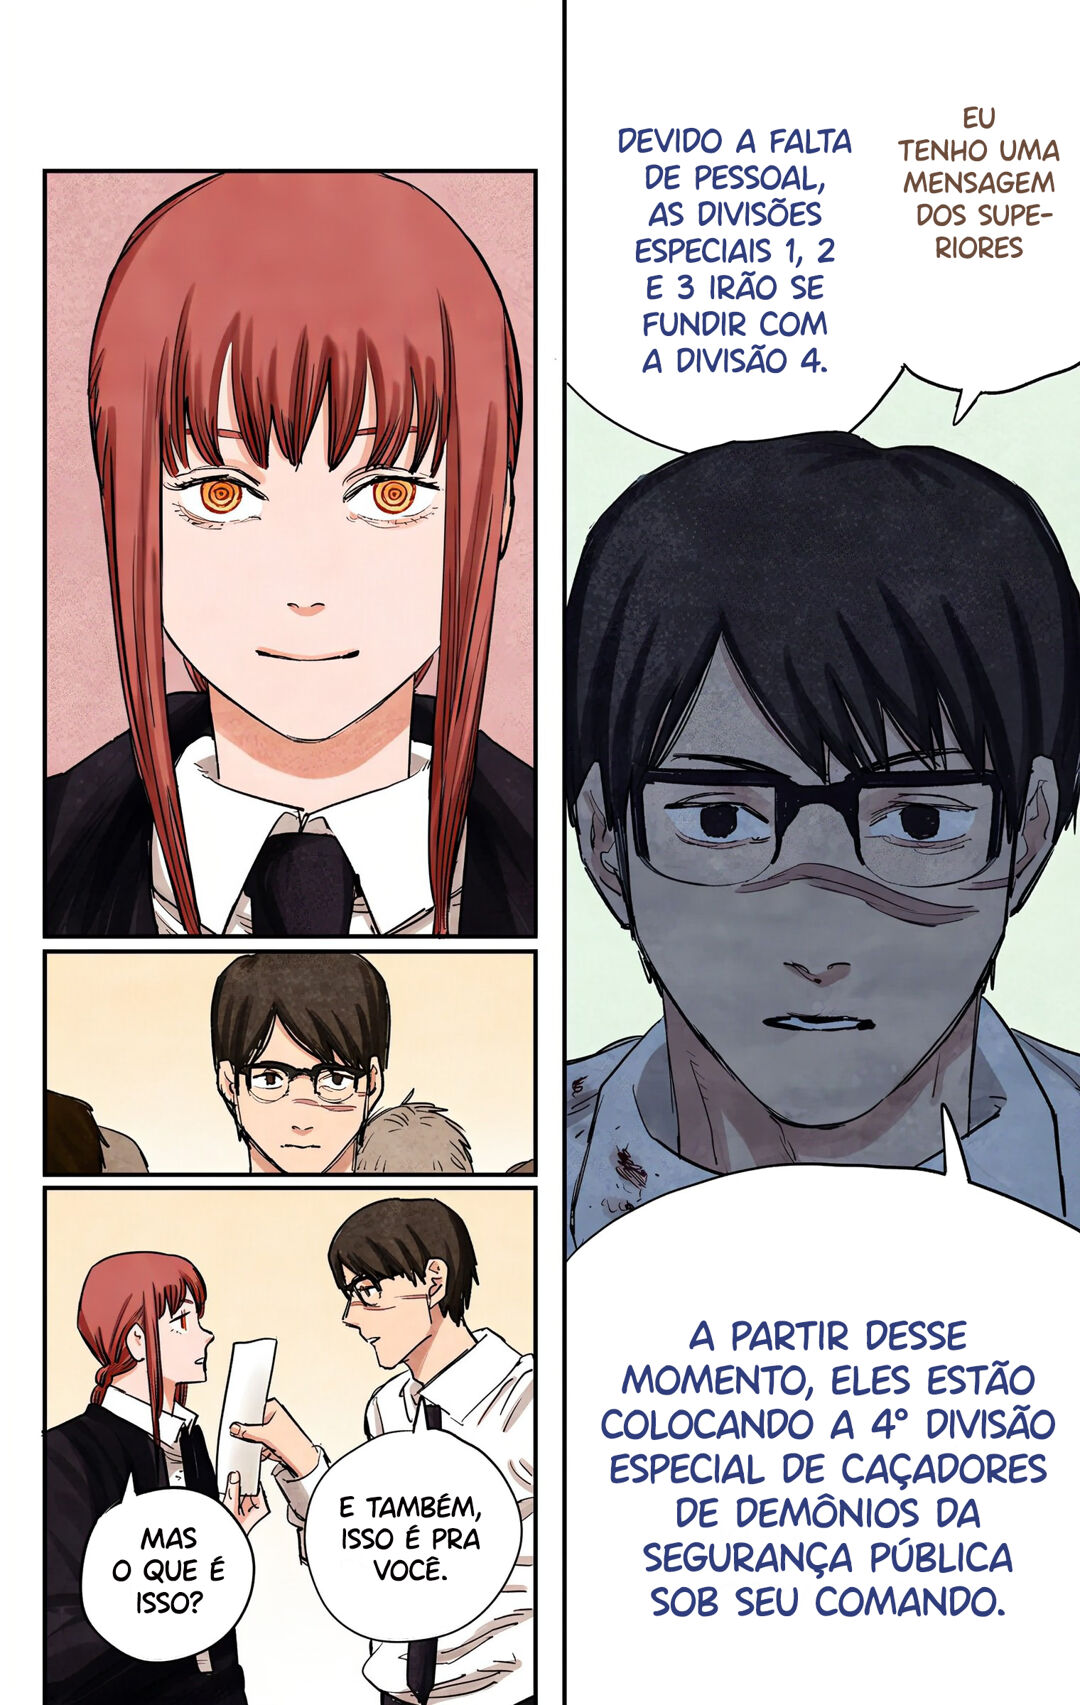 EU
TENHO UMA
MENSAGEM
DOS SUPE-
RIORES
DEVIDO A FALTA
DE PESSOAL,
AS DIVISÕES
ESPECIAIS 1, 2
E 3 IRÃO SE
FUNDIR COM
A DIVISÃO 4.
A PARTIR DESSE
MOMENTO, ELES ESTÃO
COLOCANDO A 4° DIVISÃO
ESPECIAL DE CAÇADORES
DE DEMÔNIOS DA
SEGURANÇA PÚBLICA
SOB SEU COMANDO.
E TAMBÉM,
ISSO É PRA
VOCÊ.
MAS
O QUE É
ISSO?